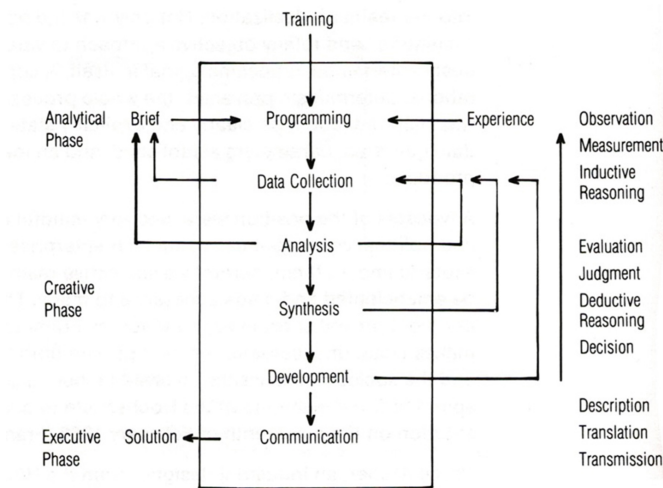 Training
Analytical Phase
Brief
Programming
Experience
Data Collection
Analysis
Creative Phase
Synthesis
Development
Executive Phase
Solution
Communication
Observation
Measurement
Inductive
Reasoning
Evaluation
Judgment
Deductive
Reasoning
Decision
Description
Translation
Transmission